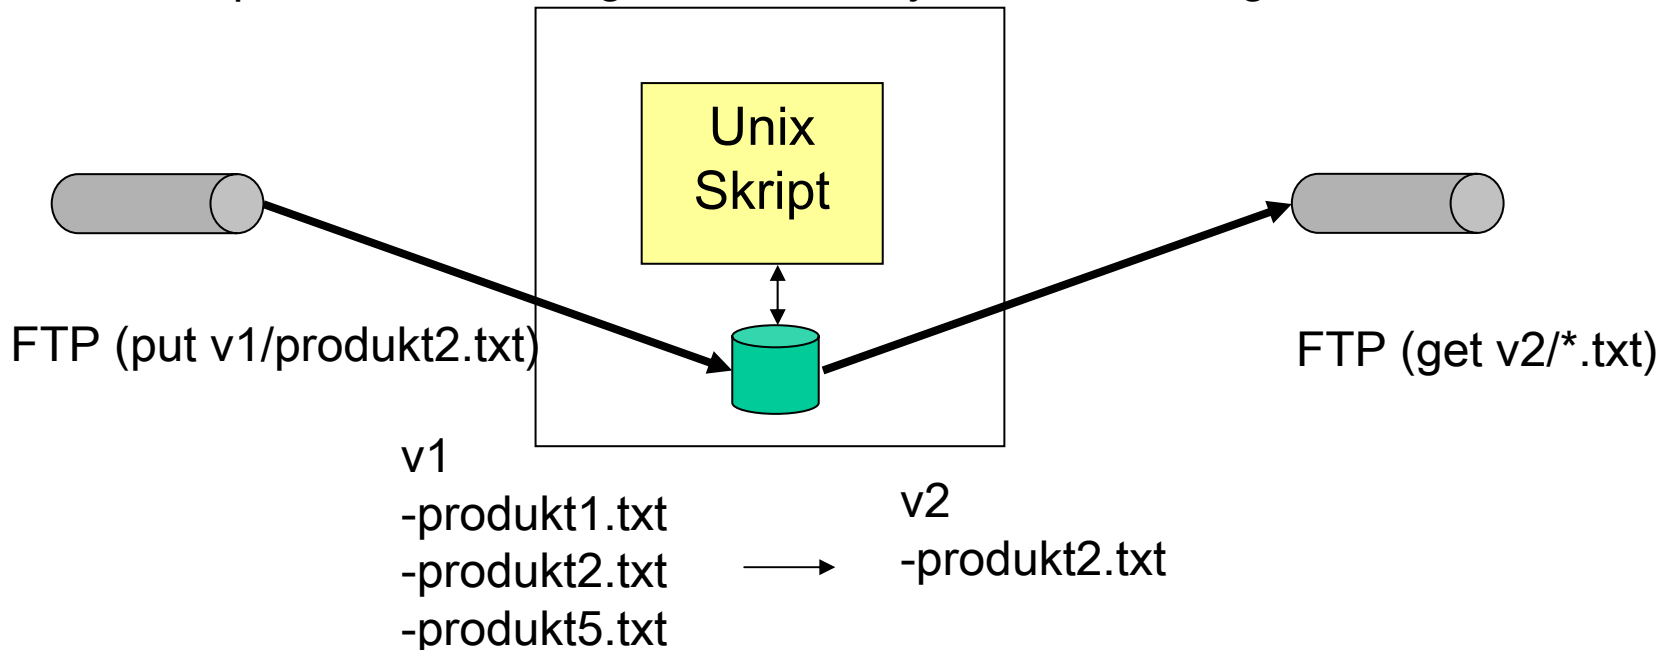 Unix
Skript
FTP (put v1/produkt2.txt)
FTP (get v2/*.txt)
v1
-produkt1.txt
-produkt2.txt
-produkt5.txt
v2
-produkt2.txt